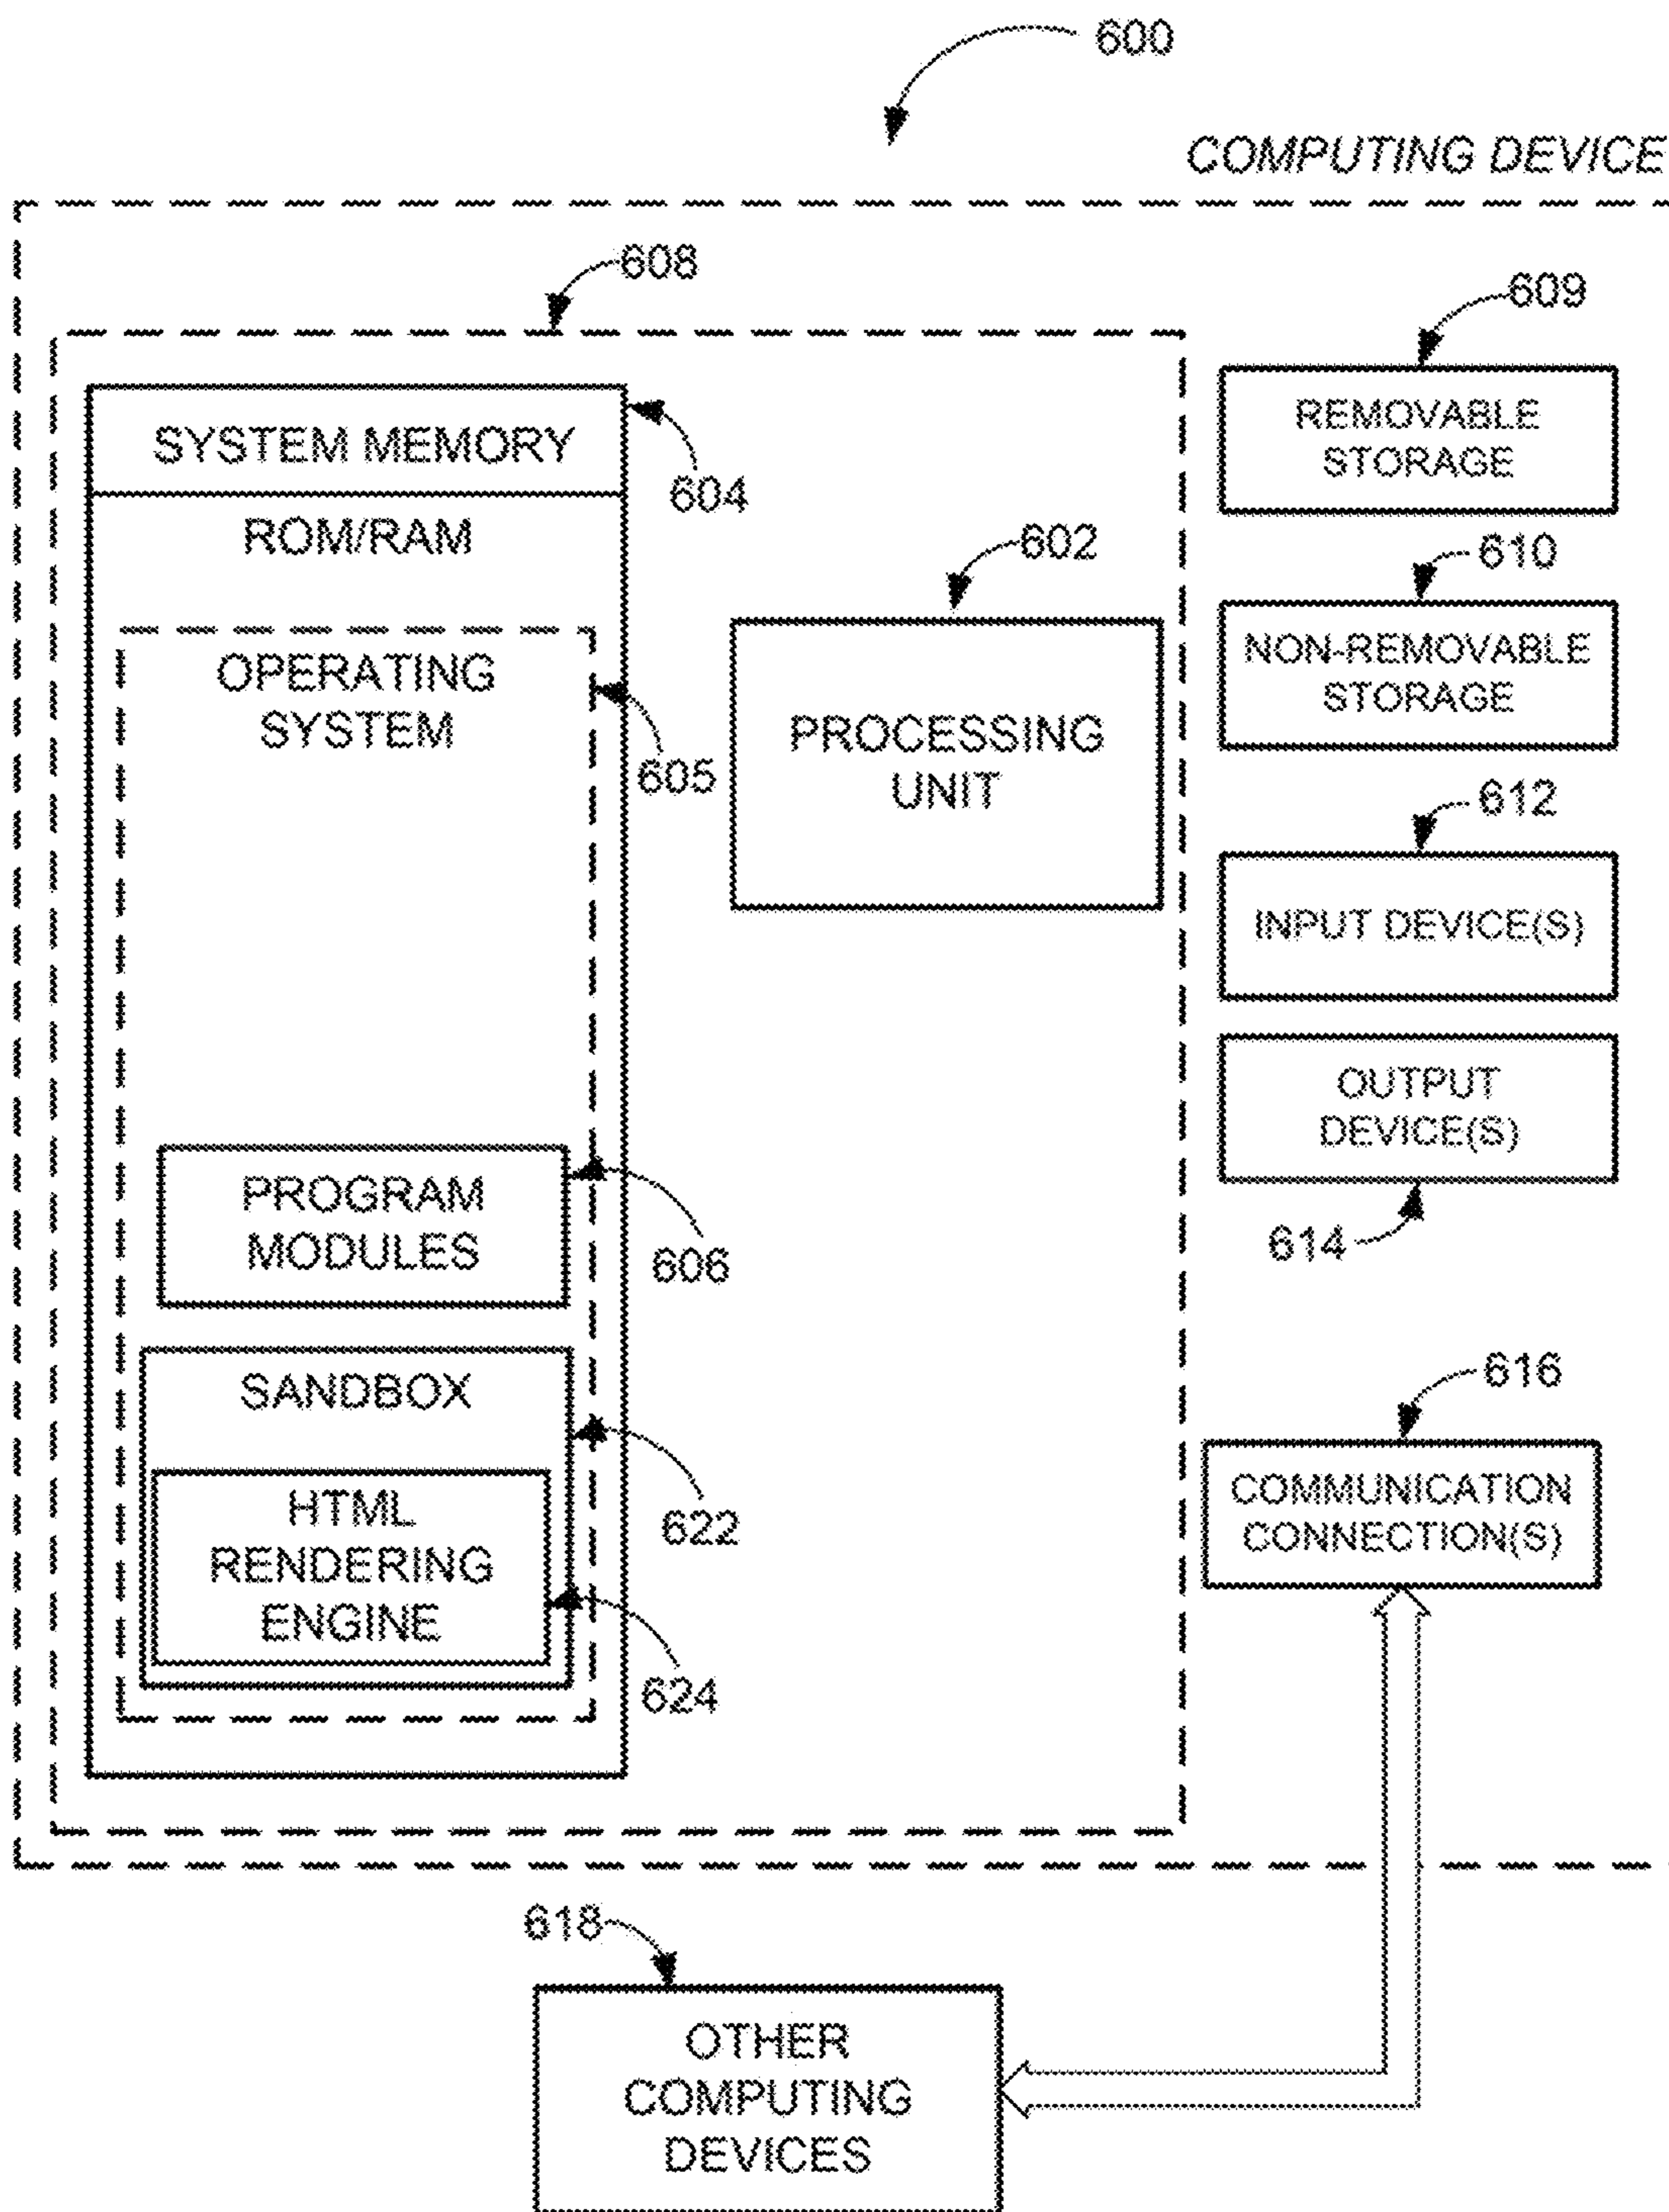 600
COMPUTING DEVICE
608
609
SYSTEM MEMORY
604
ROM/RAM
REMOVABLE
STORAGE
602
610
OPERATING
SYSTEM
605
PROCESSING
UNIT
NON-REMOVABLE
STORAGE
612
INPUT DEVICE(S)
OUTPUT
DEVICE(S)
614
PROGRAM
MODULES
606
SANDBOX
622
HTML
RENDERING
ENGINE
624
616
COMMUNICATION
CONNECTION(S)
618
OTHER
COMPUTING
DEVICES